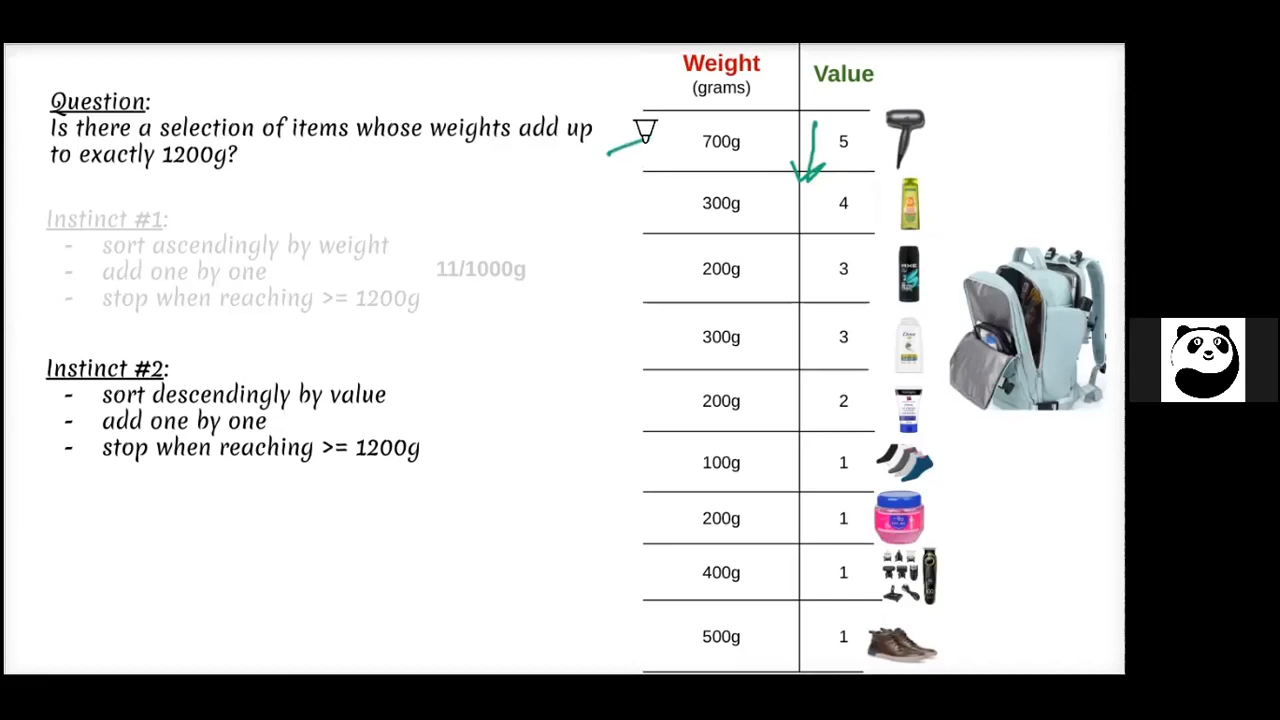 Question:
Is there a selection of items whose weights add up
to exactly 1200g?
Instinct #1:
- sort ascendingly by weight
- add one by one 11/1000g
- stop when reaching >= 1200g
Instinct #2:
- sort descendingly by value
- add one by one
- stop when reaching >= 1200g
Weight Value
(grams)
700g 5
300g 4
200g 3
300g 3
200g 2
100g 1
200g 1
400g 1
500g 1